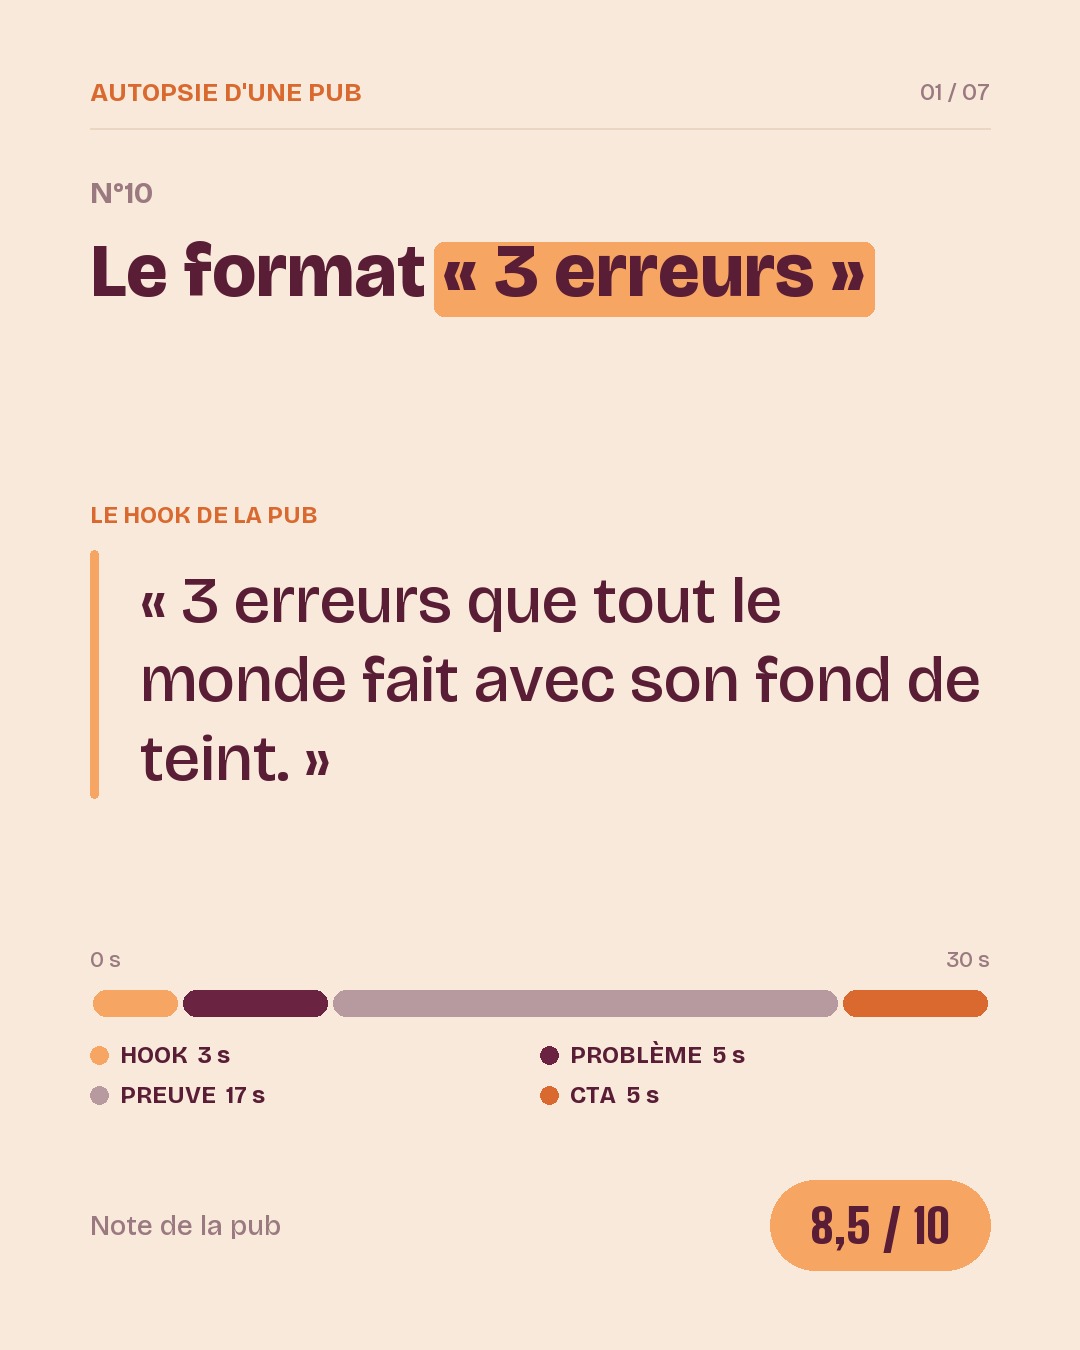 AUTOPSIE D'UNE PUB
01 / 07
N°10
Le format « 3 erreurs »
LE HOOK DE LA PUB
« 3 erreurs que tout le
monde fait avec son fond de
teint. »
0 s
30 s
HOOK 3 s
PROBLÈME 5 s
PREUVE 17 s
CTA 5 s
Note de la pub
8,5 / 10